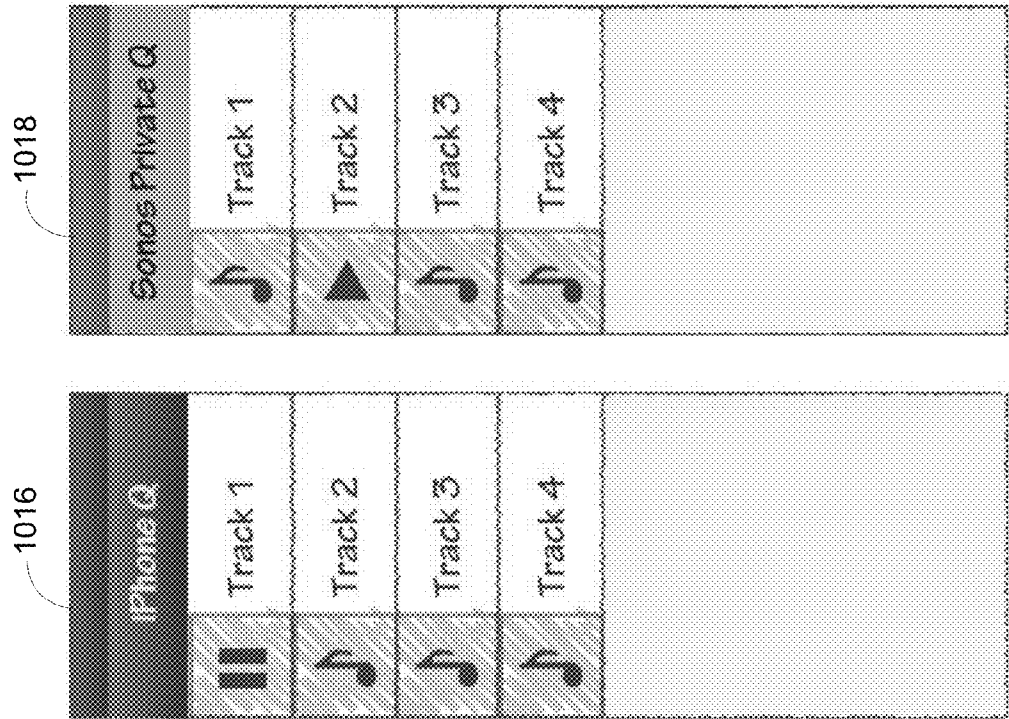 1016
IPhone Q
Track 1
Track 2
Track 3
Track 4
1018
Sonos Private Q
Track 1
Track 2
Track 3
Track 4